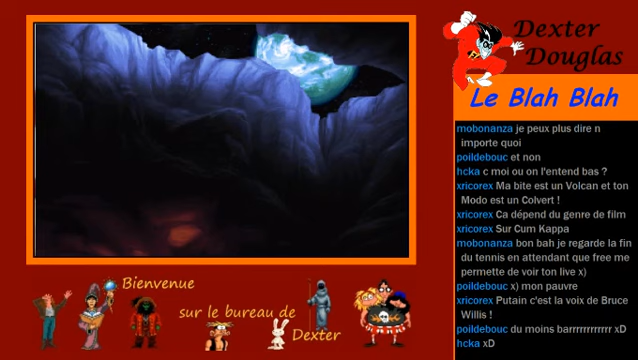 Dexter
Douglas
Le Blah Blah
mobonanza je peux plus dire n
importe quoi
poildebouc et non
hcka c moi ou on l'entend bas ?
xricorex Ma bite est un Volcan et ton
Modo est un Colvert !
xricorex Ca dépend du genre de film
xricorex Sur Cum Kappa
mobonanza bon bah je regarde la fin
du tennis en attendant que free me
permette de voir ton live x)
poildebouc x) mon pauvre
xricorex Putain c'est la voix de Bruce
Willis !
poildebouc du moins barrrrrrrrrrrr xD
hcka xD
Bienvenue
sur le bureau de
Dexter